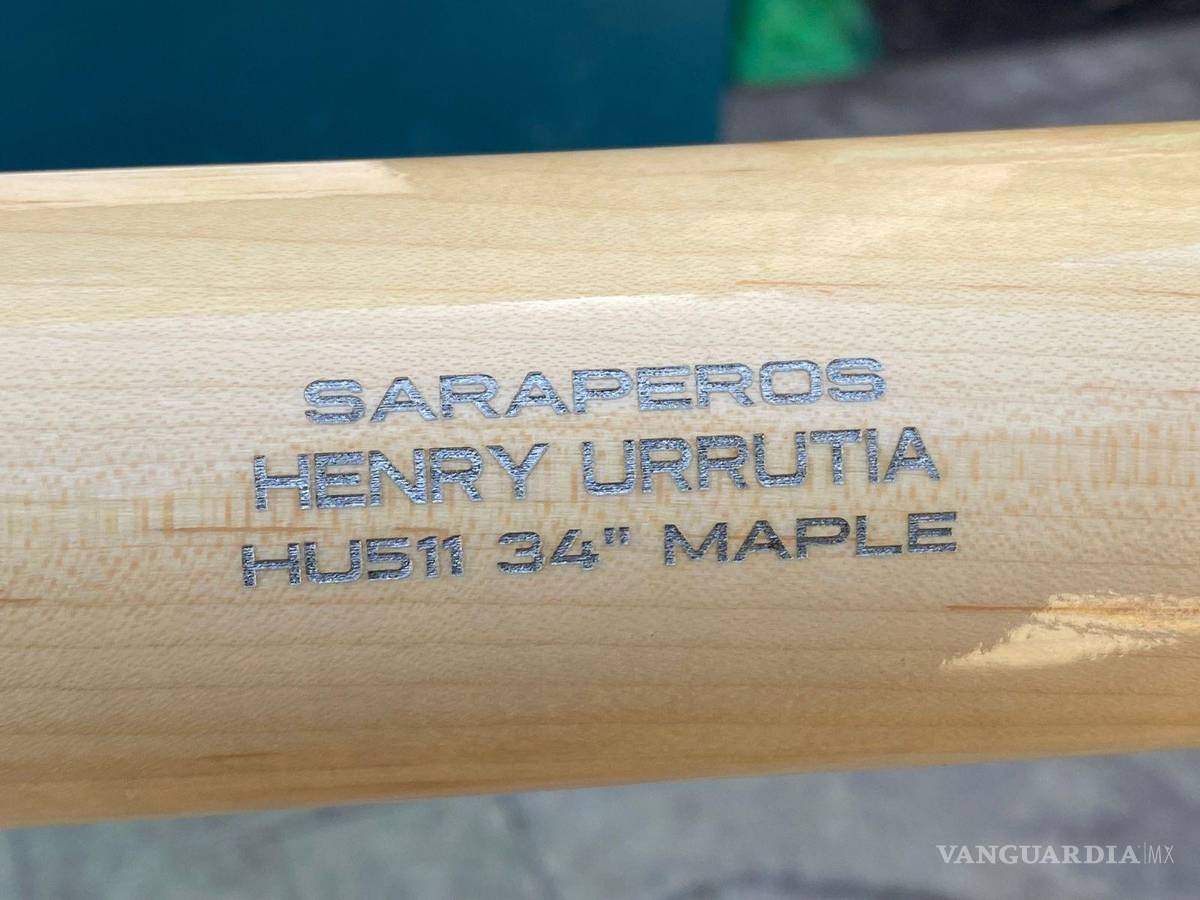 SARAPEROS
HENRY URRUTIA
HU511 34" MAPLE
VANGUARDIA|MX